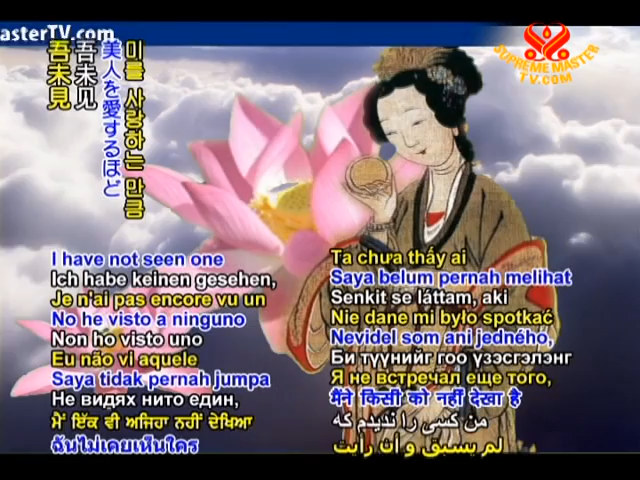 asterTV.com
SUPREME MASTER
TV.COM
미를 사랑하는 만큼
美人を愛するほど
吾未见
吾未見
I have not seen one
Ich habe keinen gesehen,
Je n'ai pas encore vu un
No he visto a ninguno
Non ho visto uno
Eu não vi aquele
Saya tidak pernah jumpa
Не видях нито един,
ਮੈਂ ਇੱਕ ਵੀ ਅਜਿਹਾ ਨਹੀਂ ਦੇਖਿਆ
ฉันไม่เคยเห็นใคร
Ta chưa thấy ai
Saya belum pernah melihat
Senkit se láttam, aki
Nie dane mi było spotkać
Nevidel som ani jedného,
Би түүнийг гоо үзэсгэлэнг
Я не встречал еще того,
मैंने किसी को नहीं देखा है
من کسی را ندیدم که
لم يسبق و أن رأيت